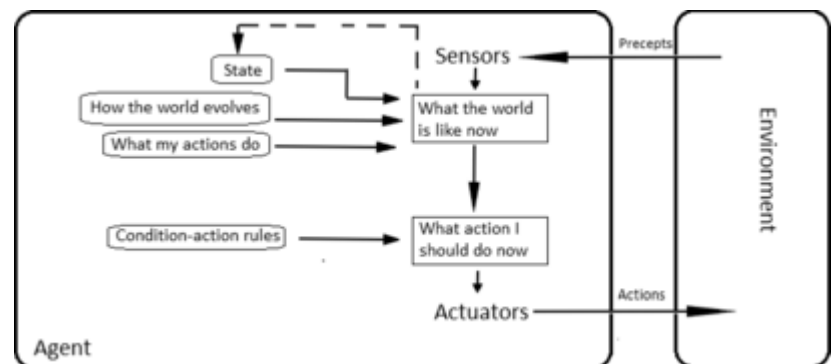 Precepts
Sensors
State
How the world evolves
What the world
is like now
What my actions do
Environment
Condition-action rules
What action I
should do now
Actions
Actuators
Agent